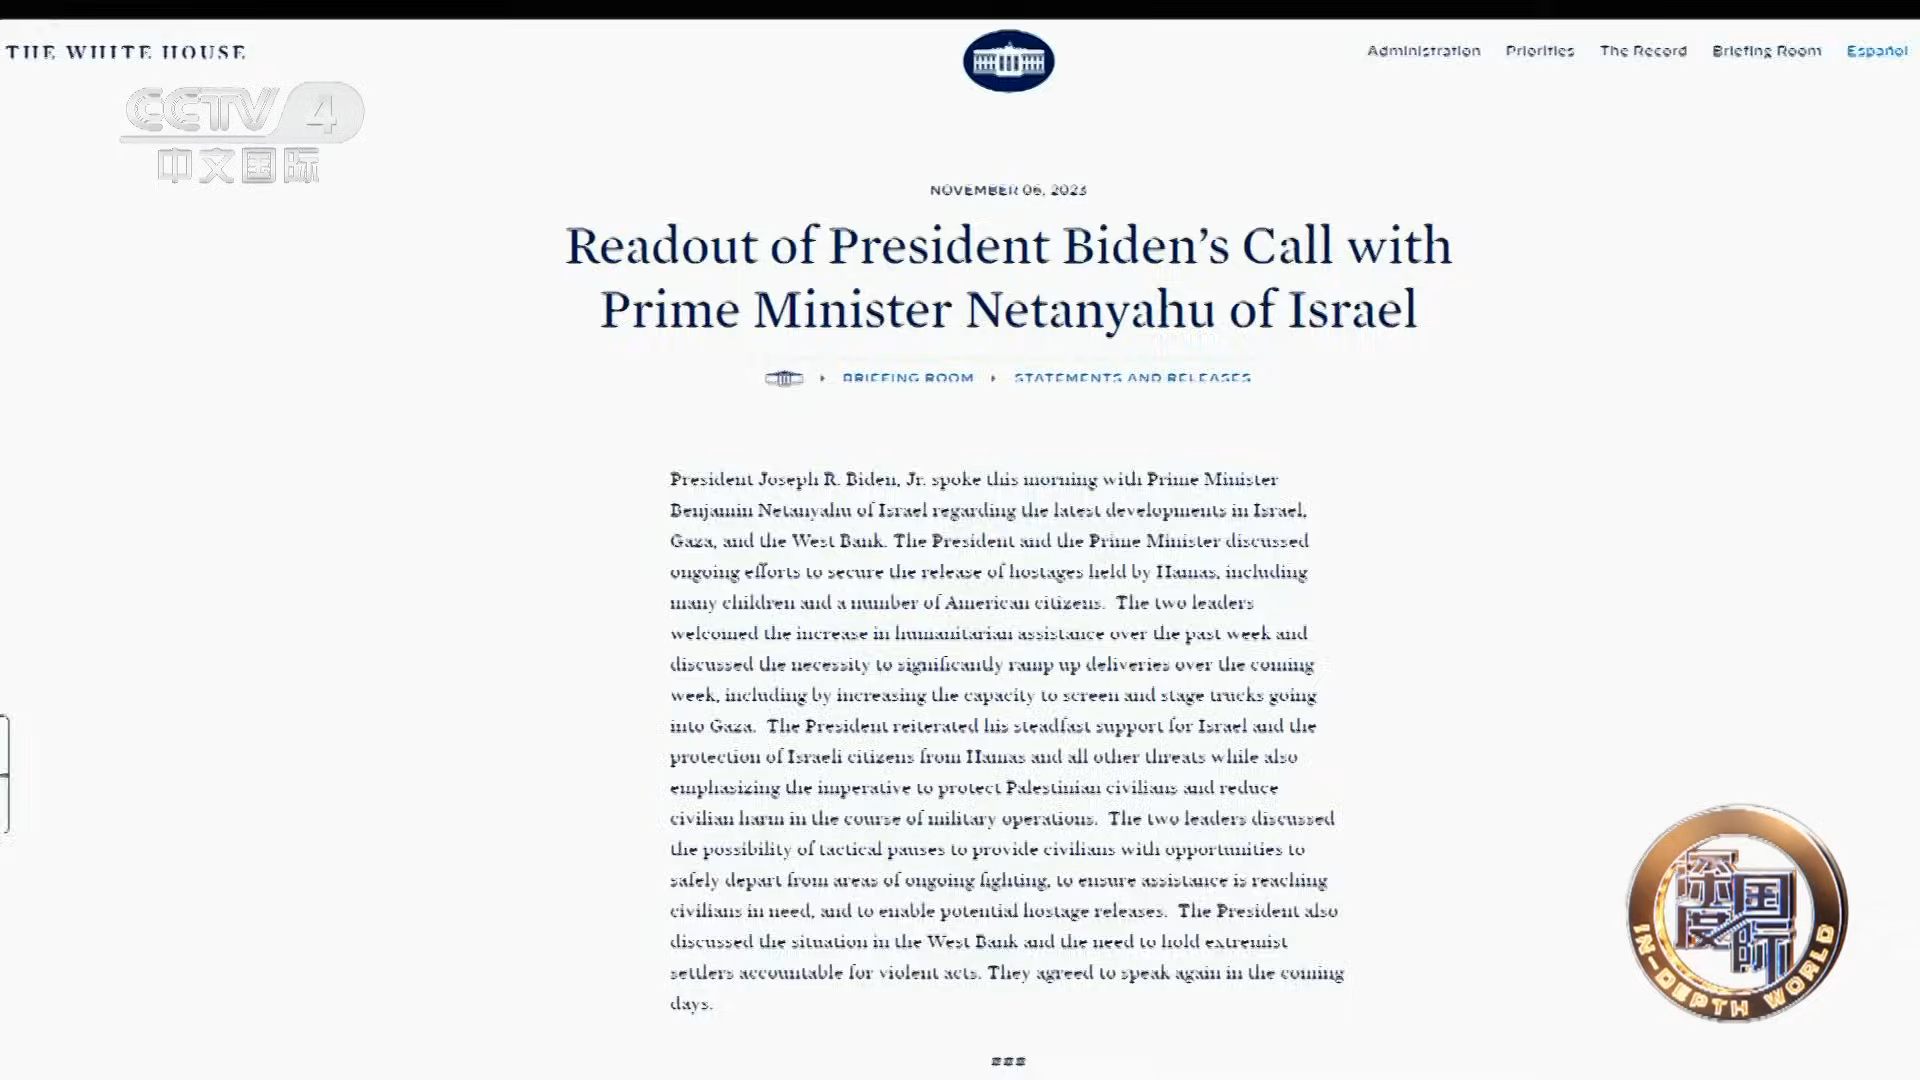 THE WHITE HOUSE
Administration Priorities The Record Briefing Room Español
CCTV 4
中文国际
NOVEMBER 06, 2023
Readout of President Biden’s Call with
Prime Minister Netanyahu of Israel
BRIEFING ROOM STATEMENTS AND RELEASES
President Joseph R. Biden, Jr. spoke this morning with Prime Minister
Benjamin Netanyahu of Israel regarding the latest developments in Israel,
Gaza, and the West Bank. The President and the Prime Minister discussed
ongoing efforts to secure the release of hostages held by Hamas, including
many children and a number of American citizens.  The two leaders
welcomed the increase in humanitarian assistance over the past week and
discussed the necessity to significantly ramp up deliveries over the coming
week, including by increasing the capacity to screen and stage trucks going
into Gaza.  The President reiterated his steadfast support for Israel and the
protection of Israeli citizens from Hamas and all other threats while also
emphasizing the imperative to protect Palestinian civilians and reduce
civilian harm in the course of military operations.  The two leaders discussed
the possibility of tactical pauses to provide civilians with opportunities to
safely depart from areas of ongoing fighting, to ensure assistance is reaching
civilians in need, and to enable potential hostage releases.  The President also
discussed the situation in the West Bank and the need to hold extremist
settlers accountable for violent acts. They agreed to speak again in the coming
days.
###
深度国际
IN-DEPTH WORLD